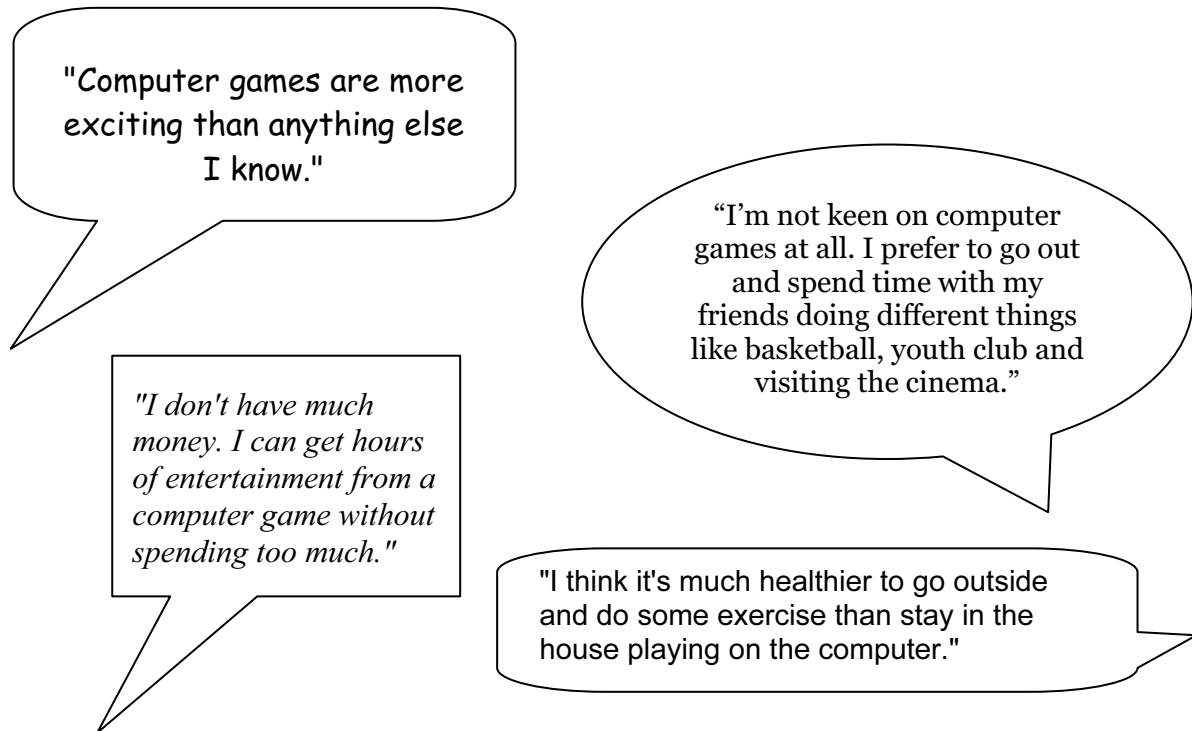 "Computer games are more
exciting than anything else
I know."
“I’m not keen on computer
games at all. I prefer to go out
and spend time with my
friends doing different things
like basketball, youth club and
visiting the cinema.”
"I don't have much
money. I can get hours
of entertainment from a
computer game without
spending too much."
"I think it's much healthier to go outside
and do some exercise than stay in the
house playing on the computer."